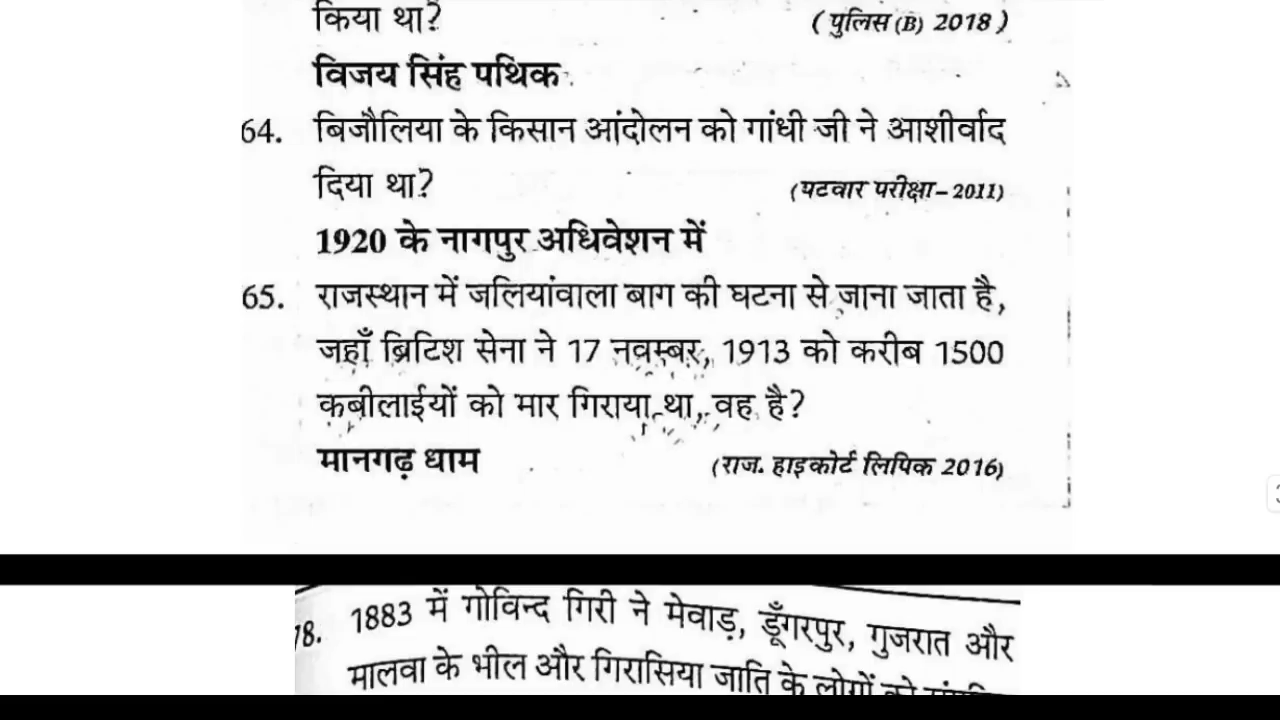 किया था? (पुलिस (B) 2018)
विजय सिंह पथिक
64. बिजौलिया के किसान आंदोलन को गांधी जी ने आशीर्वाद
दिया था? (पटवार परीक्षा-2011)
1920 के नागपुर अधिवेशन में
65. राजस्थान में जलियांवाला बाग की घटना से जाना जाता है,
जहाँ ब्रिटिश सेना ने 17 नवम्बर, 1913 को करीब 1500
कबीलाईयों को मार गिराया था, वह है?
मानगढ़ धाम (राज. हाइकोर्ट लिपिक 2016)
78. 1883 में गोविन्द गिरी ने मेवाड़, डूँगरपुर, गुजरात और
मालवा के भील और गिरासिया जाति के लोगों को